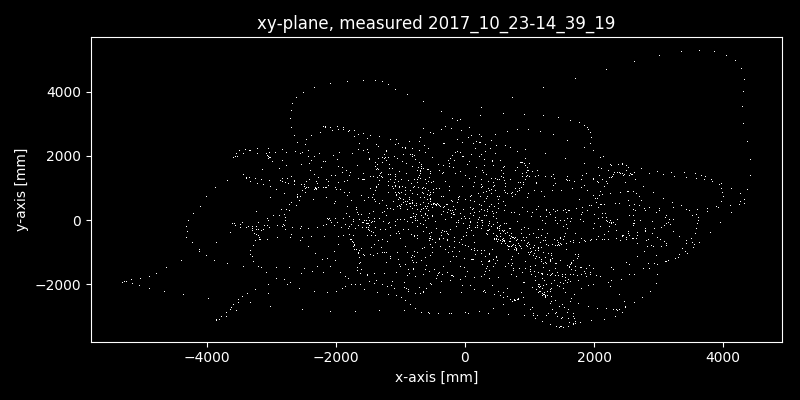 xy-plane, measured 2017_10_23-14_39_19
4000
2000
0
−2000
y-axis [mm]
−4000 −2000 0 2000 4000
x-axis [mm]